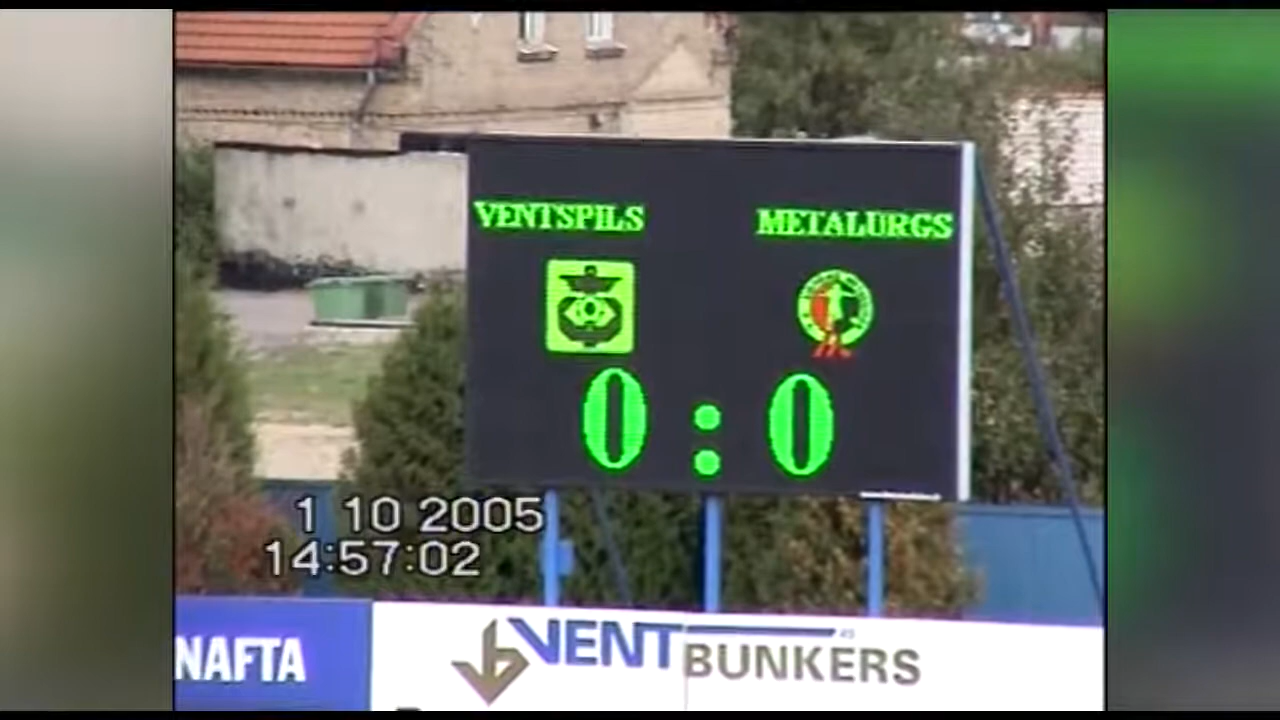 VENTSPILS
METALURGS
0 : 0
1 10 2005
14:57:02
NAFTA
VENT BUNKERS